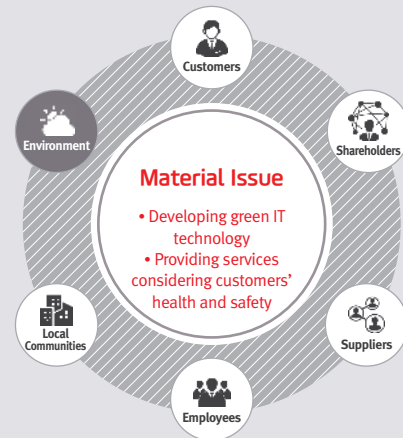 Customers
Environment
Shareholders
Material Issue
• Developing green IT
technology
• Providing services
considering customers’
health and safety
Local
Communities
Suppliers
Employees